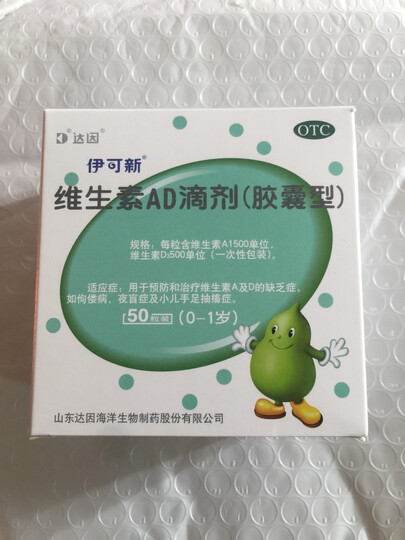 达因®
OTC
伊可新®
维生素AD滴剂(胶囊型)
规格：每粒含维生素A1500单位，
维生素D₃500单位（一次性包装）。
适应症：用于预防和治疗维生素A及D的缺乏症。
如佝偻病、夜盲症及小儿手足抽搐症。
50粒装 (0-1岁)
山东达因海洋生物制药股份有限公司